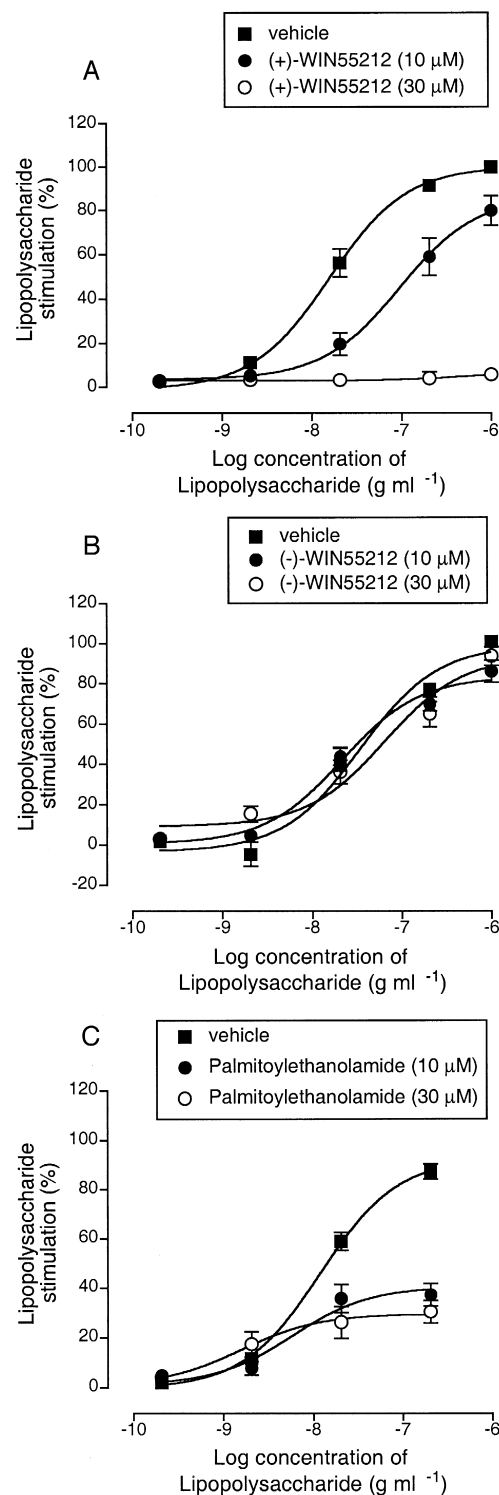 A
vehicle
(+)-WIN55212 (10 µM)
(+)-WIN55212 (30 µM)
120
100
80
60
40
20
0
Lipopolysaccharide
stimulation (%)
-10 -9 -8 -7 -6
Log concentration of
Lipopolysaccharide (g ml -1)
B
vehicle
(-)-WIN55212 (10 µM)
(-)-WIN55212 (30 µM)
120
100
80
60
40
20
0
-20
Lipopolysaccharide
stimulation (%)
-10 -9 -8 -7 -6
Log concentration of
Lipopolysaccharide (g ml -1)
C
vehicle
Palmitoylethanolamide (10 µM)
Palmitoylethanolamide (30 µM)
120
100
80
60
40
20
0
Lipopolysaccharide
stimulation (%)
-10 -9 -8 -7 -6
Log concentration of
Lipopolysaccharide (g ml -1)